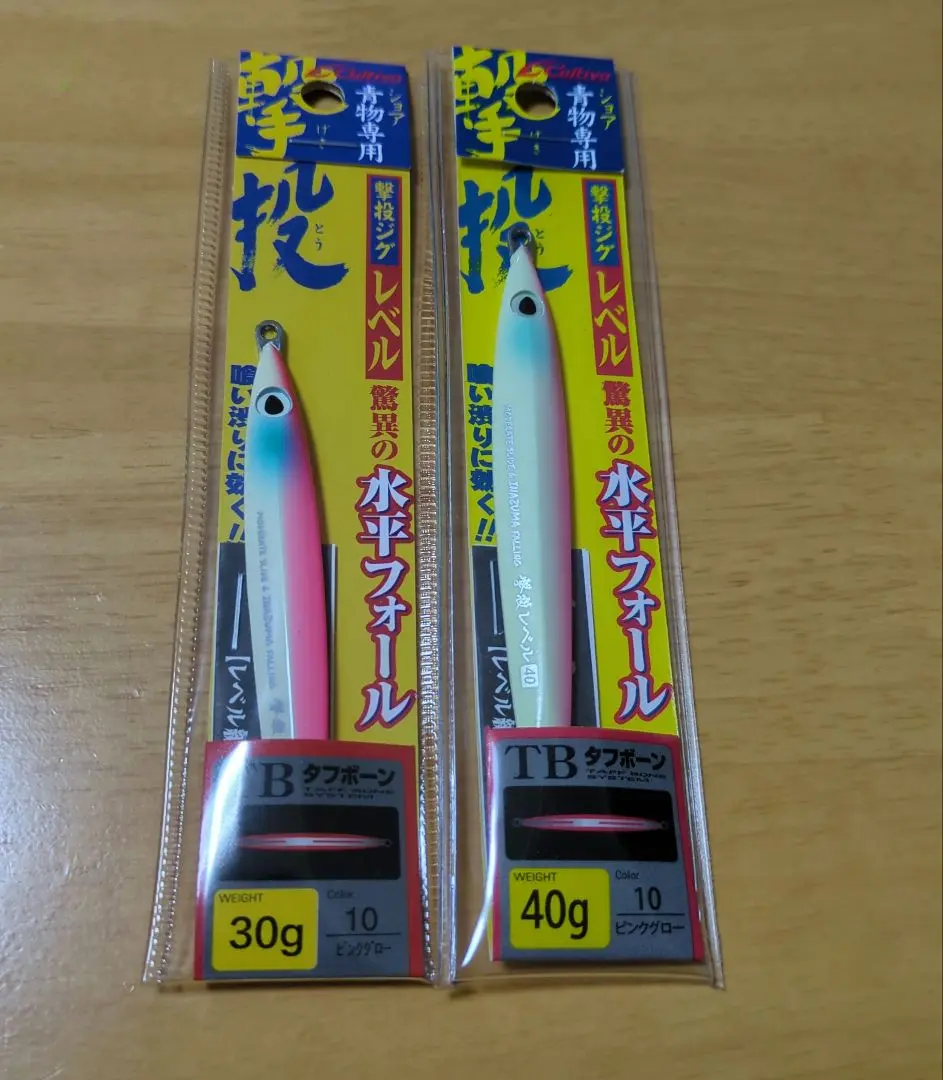 Cultiva
ショア
青物専用
撃投
げき
とう
撃投ジグ
レベル
驚異の
水平フォール
喰い渋りに効く!!
レベル
TB タフボーン
TAFF BONE
SYSTEM
WEIGHT
30g
Color
10
ピンクグロー
Cultiva
ショア
青物専用
撃投
げき
とう
撃投ジグ
レベル
驚異の
水平フォール
喰い渋りに効く!!
撃投レベル 40
レベル
TB タフボーン
TAFF BONE
SYSTEM
WEIGHT
40g
Color
10
ピンクグロー